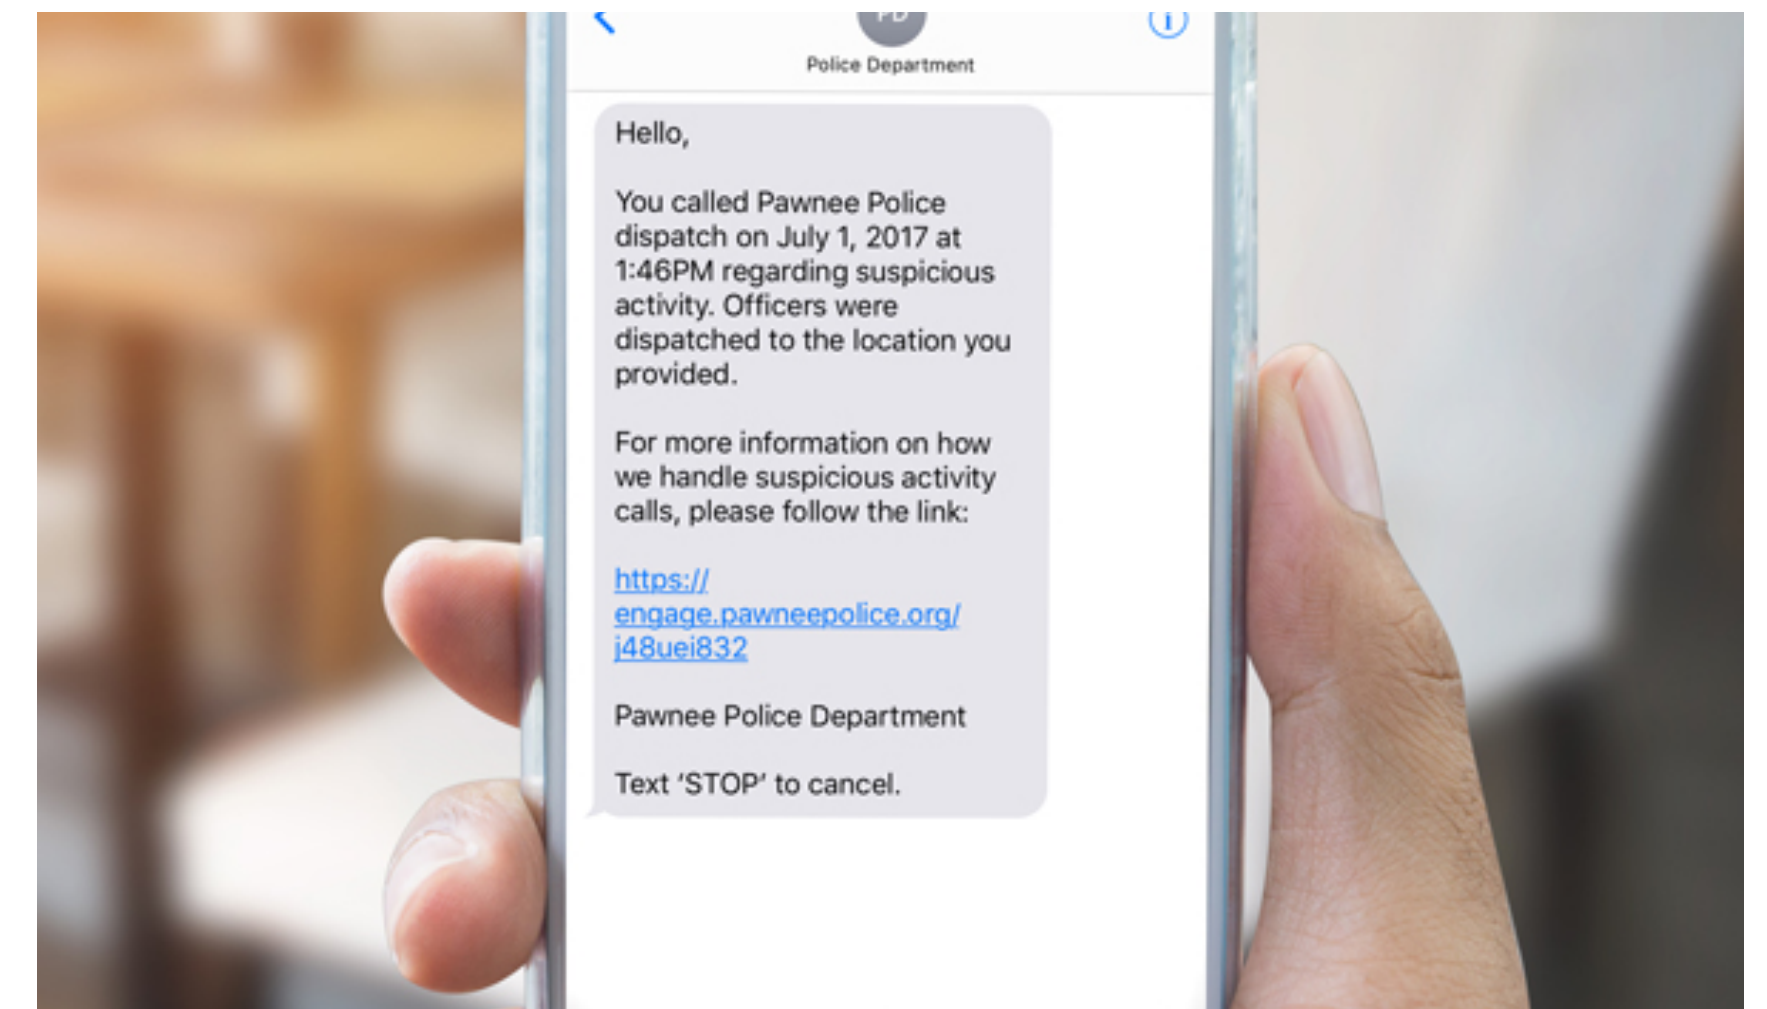 PD
Police Department
Hello,
You called Pawnee Police
dispatch on July 1, 2017 at
1:46PM regarding suspicious
activity. Officers were
dispatched to the location you
provided.
For more information on how
we handle suspicious activity
calls, please follow the link:
https://
engage.pawneepolice.org/
j48uei832
Pawnee Police Department
Text ‘STOP’ to cancel.